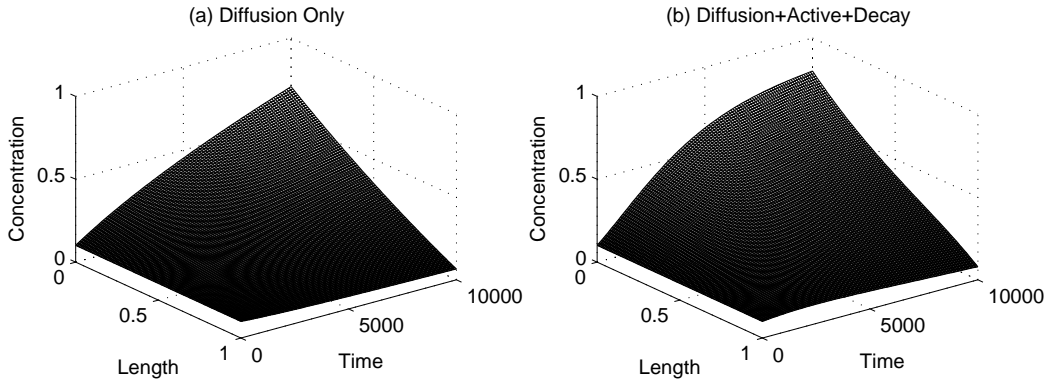 (a) Diffusion Only
1
0.5
0
Concentration
0
0.5
1
Length
0
5000
10000
Time
(b) Diffusion+Active+Decay
1
0.5
0
Concentration
0
0.5
1
Length
0
5000
10000
Time